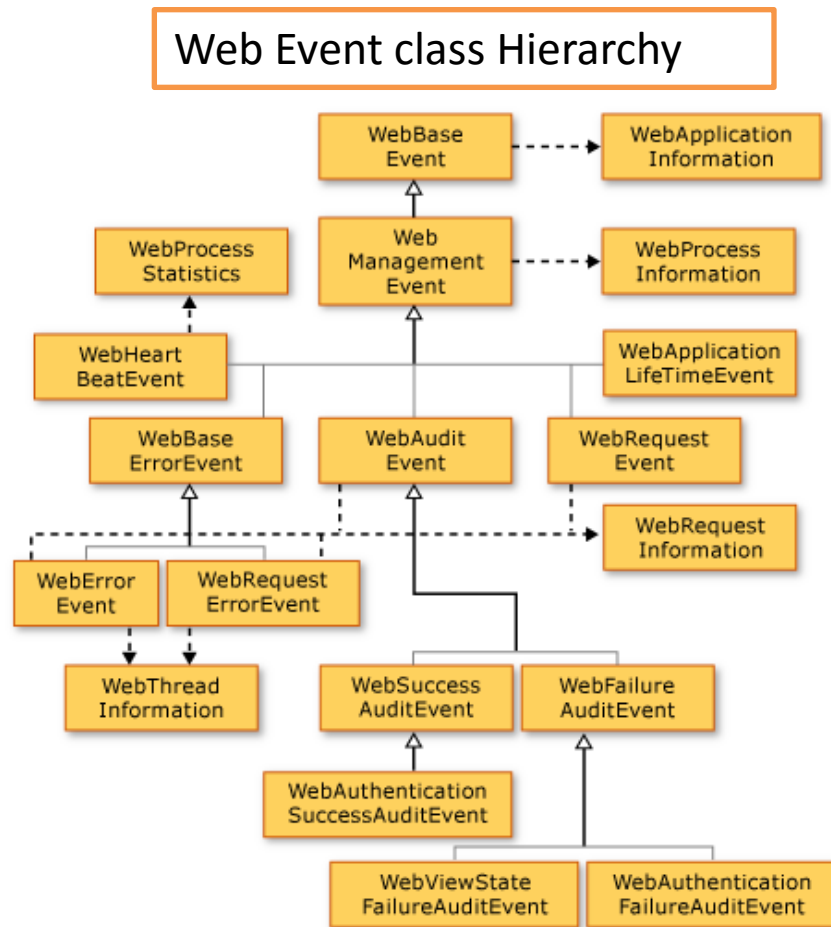 Web Event class Hierarchy
WebBase
Event
WebApplication
Information
Web
Management
Event
WebProcess
Information
WebProcess
Statistics
WebHeart
BeatEvent
WebApplication
LifeTimeEvent
WebBase
ErrorEvent
WebAudit
Event
WebRequest
Event
WebRequest
Information
WebError
Event
WebRequest
ErrorEvent
WebThread
Information
WebSuccess
AuditEvent
WebFailure
AuditEvent
WebAuthentication
SuccessAuditEvent
WebViewState
FailureAuditEvent
WebAuthentication
FailureAuditEvent